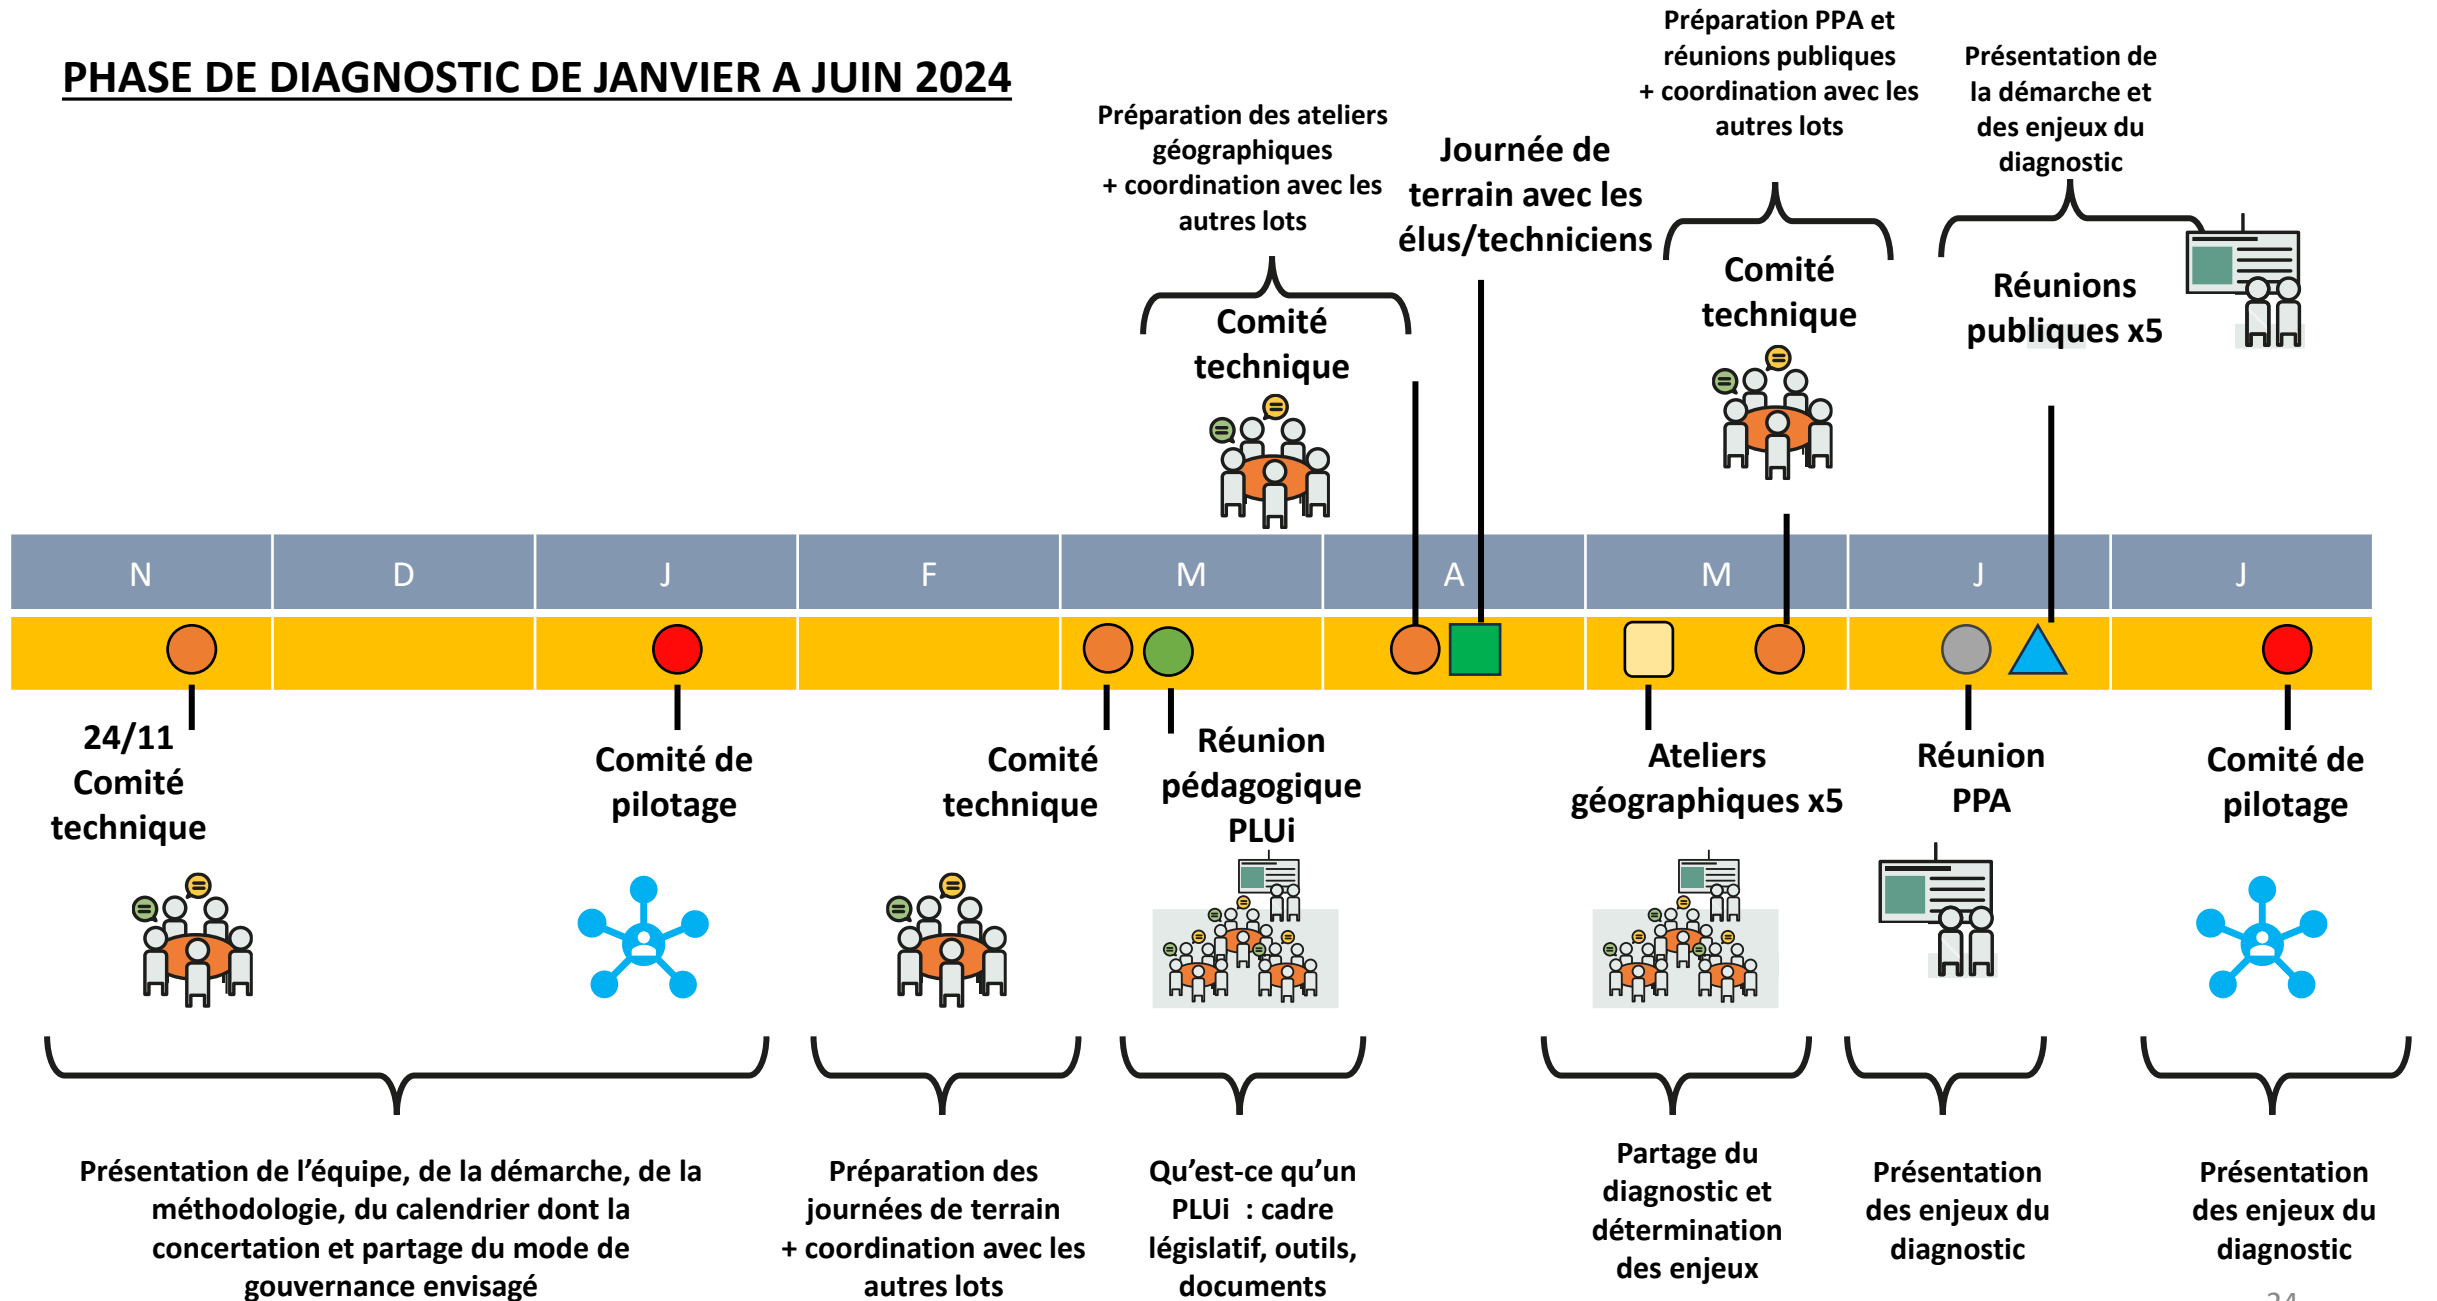 PHASE DE DIAGNOSTIC DE JANVIER A JUIN 2024
Préparation des ateliers
géographiques
+ coordination avec les
autres lots
Comité
technique
Journée de
terrain avec les
élus/techniciens
Préparation PPA et
réunions publiques
+ coordination avec les
autres lots
Comité
technique
Présentation de
la démarche et
des enjeux du
diagnostic
Réunions
publiques x5
N
D
J
F
M
A
M
J
J
24/11
Comité
technique
Comité de
pilotage
Comité
technique
Réunion
pédagogique
PLUi
Ateliers
géographiques x5
Réunion
PPA
Comité de
pilotage
Présentation de l’équipe, de la démarche, de la
méthodologie, du calendrier dont la
concertation et partage du mode de
gouvernance envisagé
Préparation des
journées de terrain
+ coordination avec les
autres lots
Qu’est-ce qu’un
PLUi  : cadre
législatif, outils,
documents
Partage du
diagnostic et
détermination
des enjeux
Présentation
des enjeux du
diagnostic
Présentation
des enjeux du
diagnostic
24